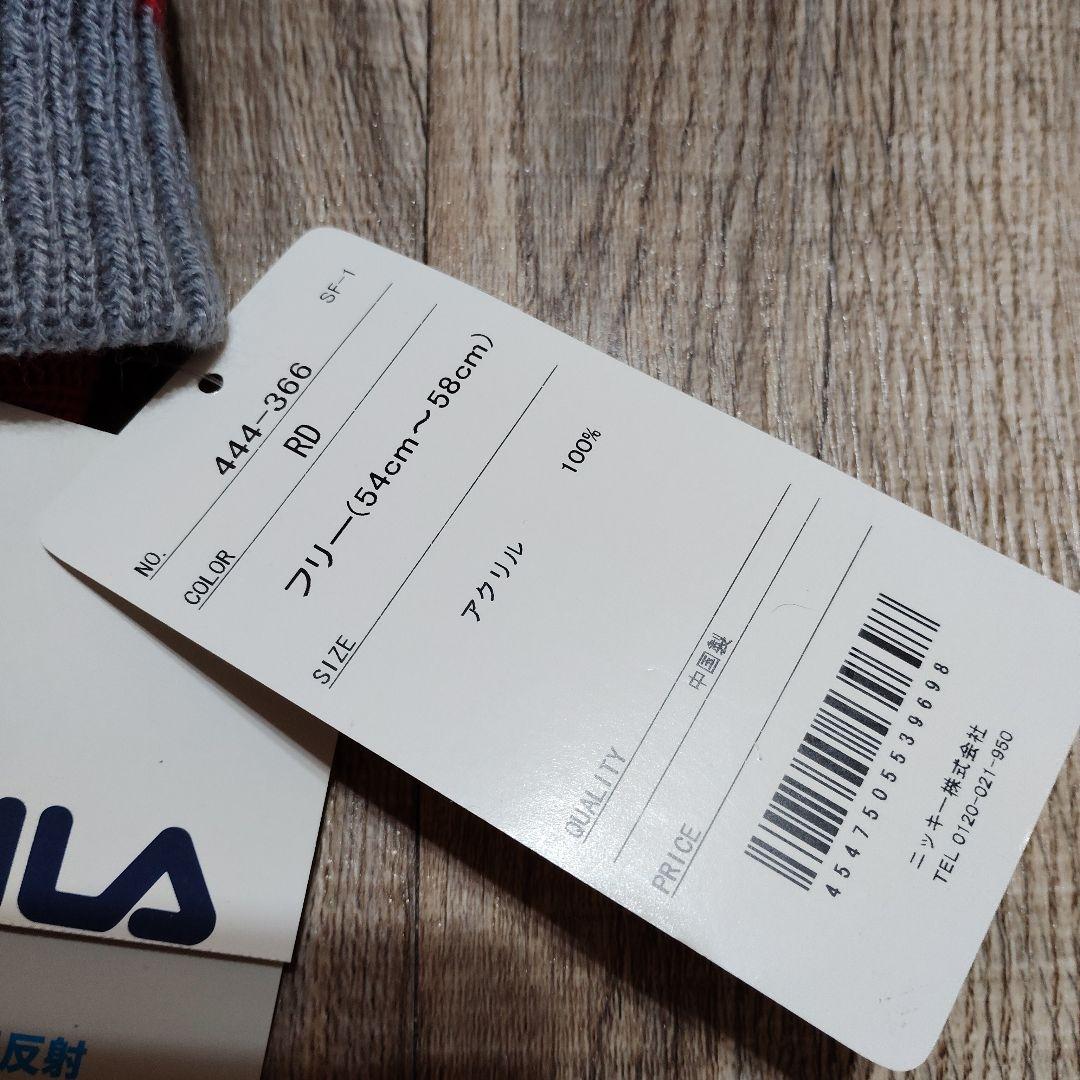 SF-1
NO. 444-366
COLOR RD
SIZE フリー(54cm〜58cm)
アクリル 100%
QUALITY
中国製
PRICE
4547505539698
ニッキー株式会社
TEL 0120-021-950
ILA
反射